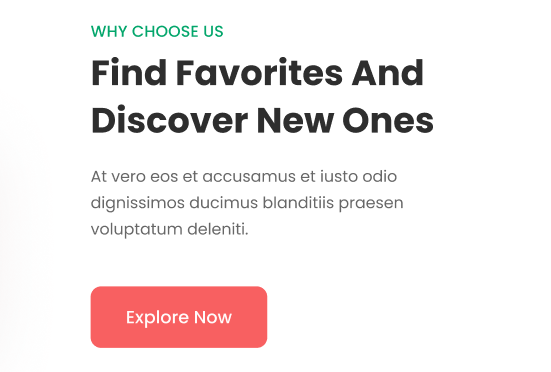 WHY CHOOSE US
Find Favorites And
Discover New Ones
At vero eos et accusamus et iusto odio
dignissimos ducimus blanditiis praesen
voluptatum deleniti.
Explore Now